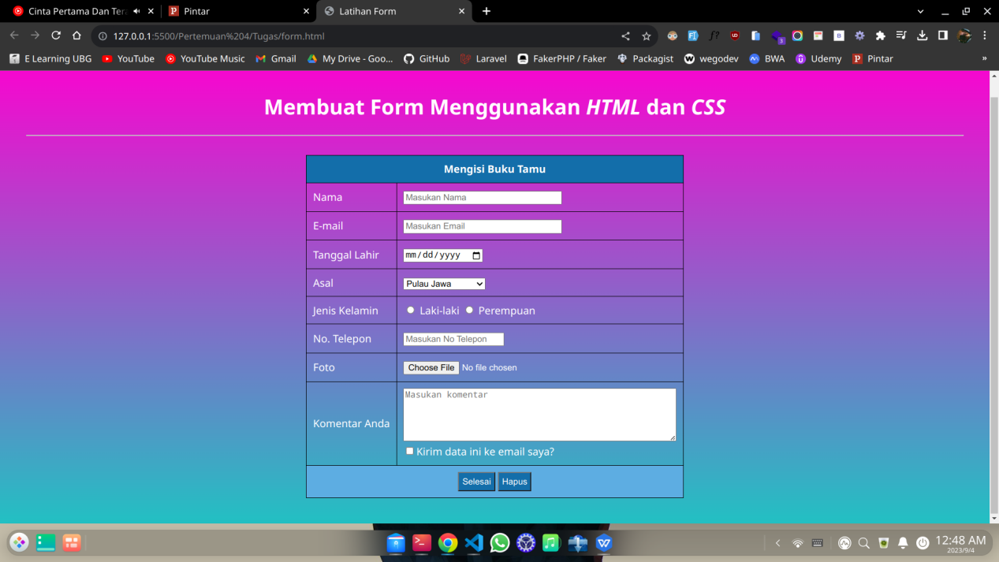 Cinta Pertama Dan Tera
Pintar
Latihan Form
127.0.0.1:5500/Pertemuan%204/Tugas/form.html
E Learning UBG
YouTube
YouTube Music
Gmail
My Drive - Goo...
GitHub
Laravel
FakerPHP / Faker
Packagist
wegodev
BWA
Udemy
Pintar
»
Membuat Form Menggunakan HTML dan CSS
Mengisi Buku Tamu
Nama
Masukan Nama
E-mail
Masukan Email
Tanggal Lahir
mm/dd/yyyy
Asal
Pulau Jawa
Jenis Kelamin
Laki-laki
Perempuan
No. Telepon
Masukan No Telepon
Foto
Choose File No file chosen
Komentar Anda
Masukan komentar
Kirim data ini ke email saya?
Selesai
Hapus
12:48 AM
2023/9/4